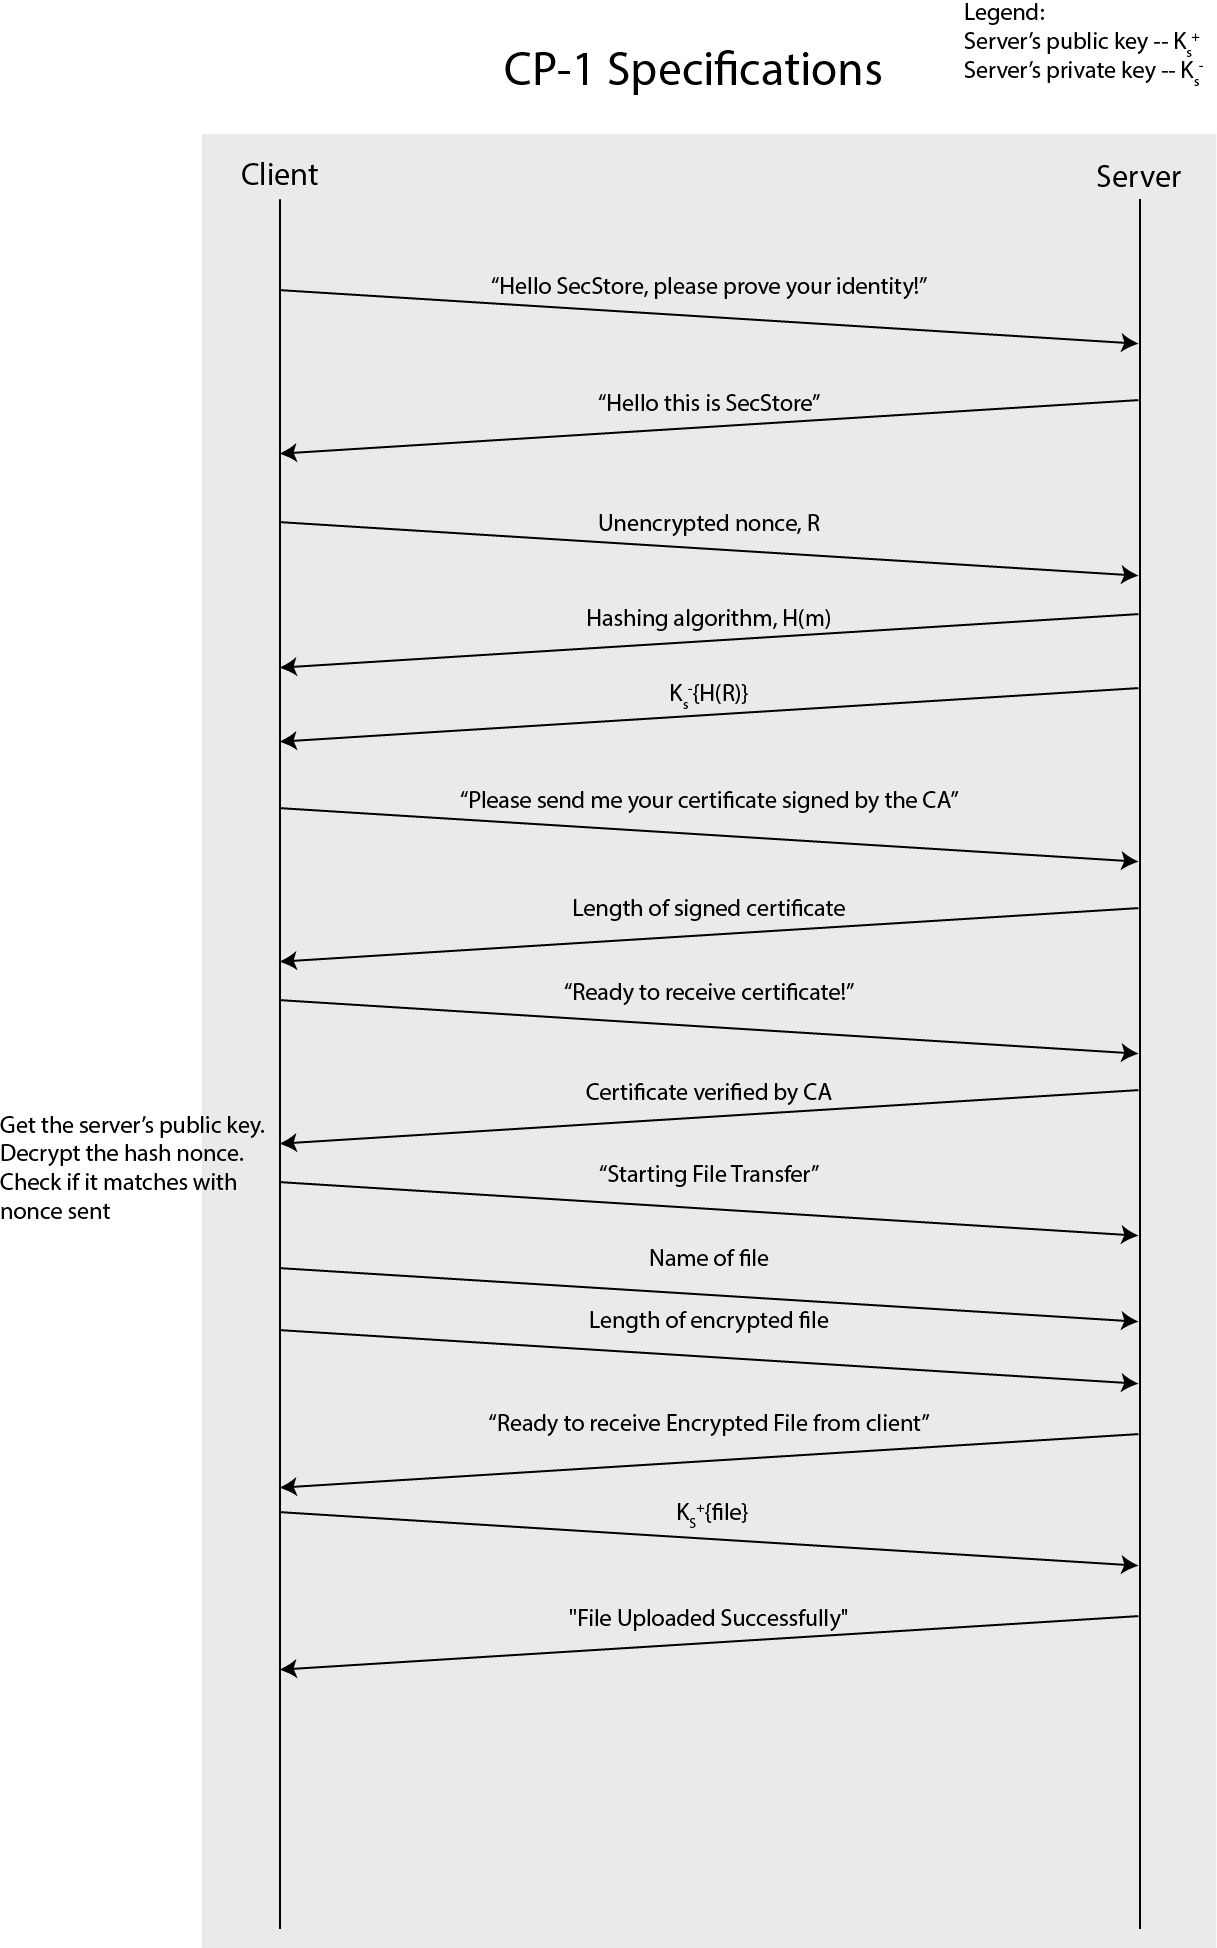 Legend:
Server’s public key -- Ks+
Server’s private key -- Ks-
CP-1 Specifications
Client
Server
“Hello SecStore, please prove your identity!”
“Hello this is SecStore”
Unencrypted nonce, R
Hashing algorithm, H(m)
Ks-{H(R)}
“Please send me your certificate signed by the CA”
Length of signed certificate
“Ready to receive certificate!”
Certificate verified by CA
Get the server’s public key.
Decrypt the hash nonce.
Check if it matches with
nonce sent
“Starting File Transfer”
Name of file
Length of encrypted file
“Ready to receive Encrypted File from client”
Ks+{file}
"File Uploaded Successfully"